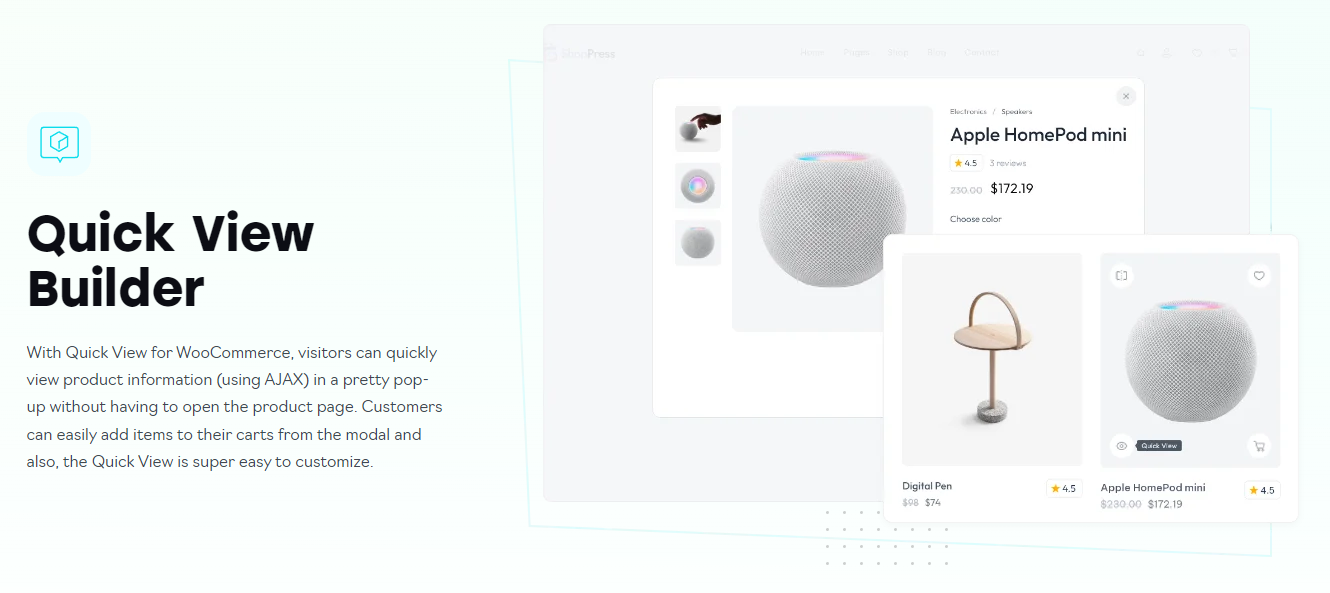 Quick View
Builder
With Quick View for WooCommerce, visitors can quickly
view product information (using AJAX) in a pretty pop-
up without having to open the product page. Customers
can easily add items to their carts from the modal and
also, the Quick View is super easy to customize.
Home Pages Shop Blog Contact
Electronics / Speakers
Apple HomePod mini
4.5 3 reviews
230.00 $172.19
Choose color
Quick View
Digital Pen 4.5
$98 $74
Apple HomePod mini 4.5
$230.00 $172.19